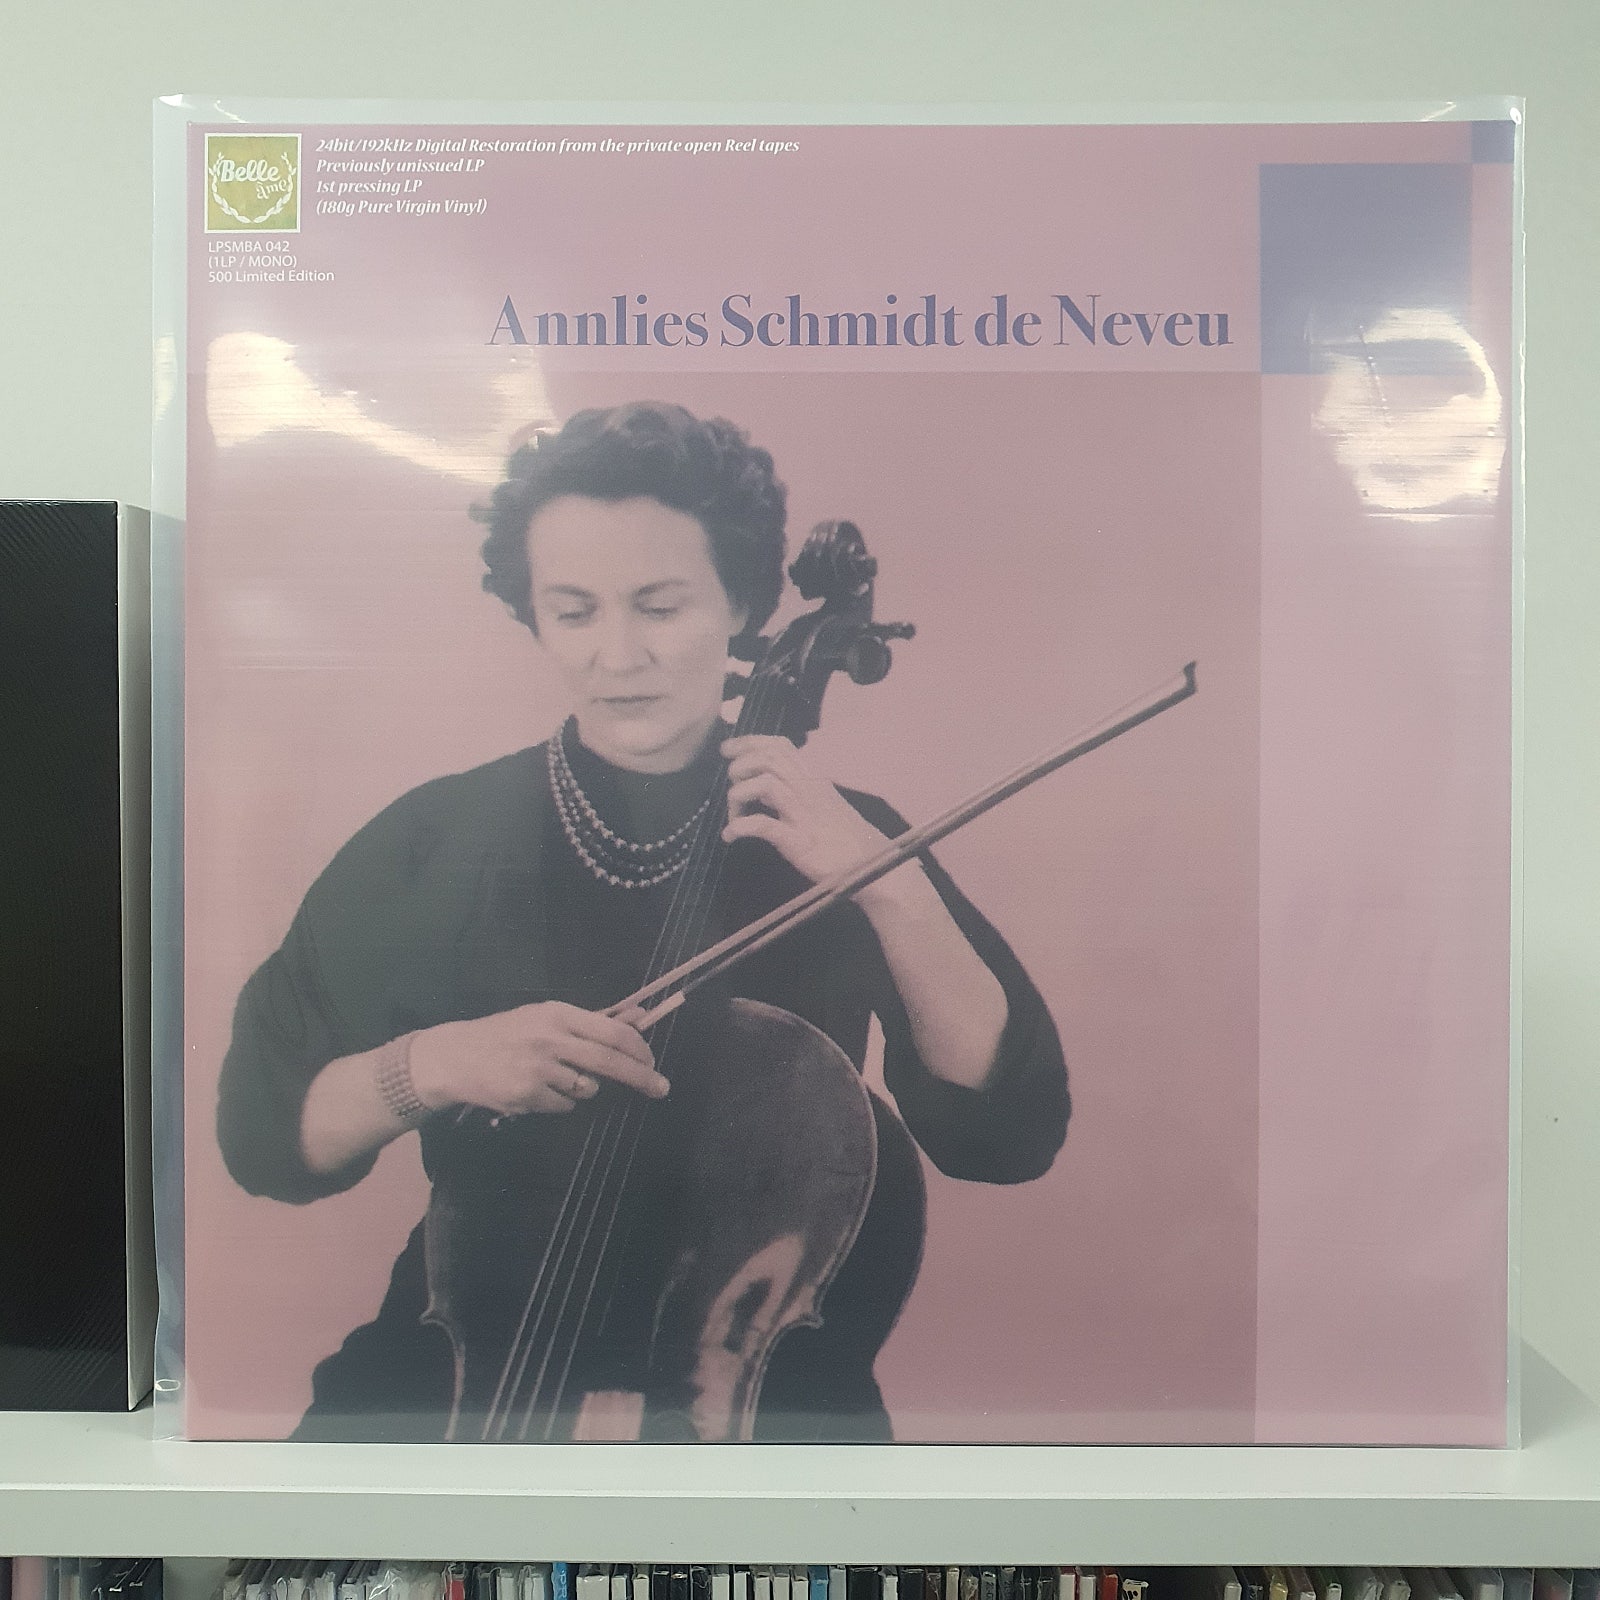 Belle
âme
24bit/192kHz Digital Restoration from the private open Reel tapes
Previously unissued LP
1st pressing LP
(180g Pure Virgin Vinyl)
LPSMBA 042
(1LP / MONO)
500 Limited Edition
Annlies Schmidt de Neveu